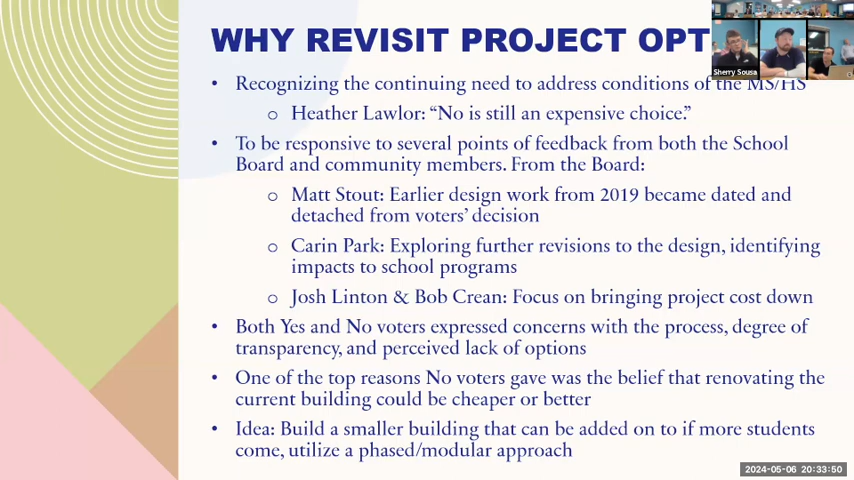 WHY REVISIT PROJECT OPT
• Recognizing the continuing need to address conditions of the MS/HS
o Heather Lawlor: “No is still an expensive choice.”
• To be responsive to several points of feedback from both the School
Board and community members. From the Board:
o Matt Stout: Earlier design work from 2019 became dated and
detached from voters’ decision
o Carin Park: Exploring further revisions to the design, identifying
impacts to school programs
o Josh Linton & Bob Crean: Focus on bringing project cost down
• Both Yes and No voters expressed concerns with the process, degree of
transparency, and perceived lack of options
• One of the top reasons No voters gave was the belief that renovating the
current building could be cheaper or better
• Idea: Build a smaller building that can be added on to if more students
come, utilize a phased/modular approach
Sherry Sousa
2024-05-06 20:33:50